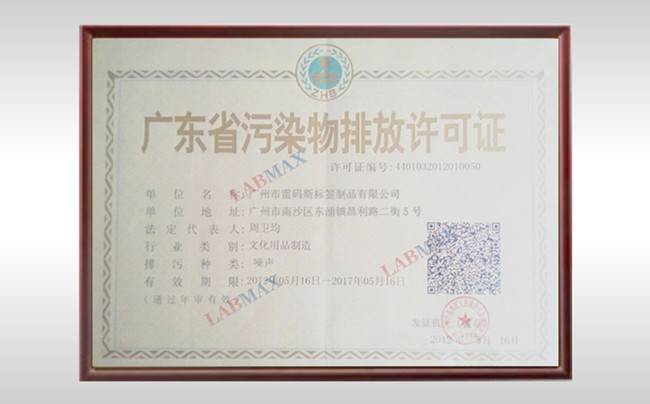 ZHB
广东省污染物排放许可证
许可证编号:4401032012010050
单位名称:广州市雷码斯标签制品有限公司
单位地址:广州市南沙区东涌镇昌利路二街5号
法定代表人:周卫均
行业类别:文化用品制造
排污种类:噪声
有效期限:2012年05月16日—2017年05月16日
(通过年审有效)
发证机关
2012年 16日
LABMAX
LABMAX
LABMAX